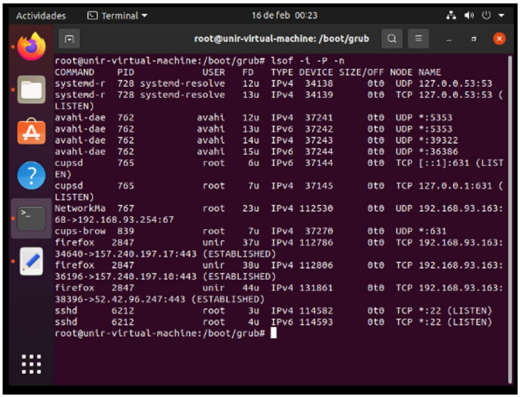 Actividades Terminal 16 de feb 00:23
root@unir-virtual-machine: /boot/grub
root@unir-virtual-machine:/boot/grub# lsof -i -P -n
COMMAND PID USER FD TYPE DEVICE SIZE/OFF NODE NAME
systemd-r 728 systemd-resolve 12u IPv4 34138 0t0 UDP 127.0.0.53:53
systemd-r 728 systemd-resolve 13u IPv4 34139 0t0 TCP 127.0.0.53:53 (
LISTEN)
avahi-dae 762 avahi 12u IPv4 37241 0t0 UDP *:5353
avahi-dae 762 avahi 13u IPv6 37242 0t0 UDP *:5353
avahi-dae 762 avahi 14u IPv4 37243 0t0 UDP *:39322
avahi-dae 762 avahi 15u IPv6 37244 0t0 UDP *:36386
cupsd 765 root 6u IPv6 37144 0t0 TCP [::1]:631 (LIST
EN)
cupsd 765 root 7u IPv4 37145 0t0 TCP 127.0.0.1:631 (
LISTEN)
NetworkMa 767 root 23u IPv4 112530 0t0 UDP 192.168.93.163:
68->192.168.93.254:67
cups-brow 839 root 7u IPv4 37270 0t0 UDP *:631
firefox 2847 unir 37u IPv4 112786 0t0 TCP 192.168.93.163:
34640->157.240.197.17:443 (ESTABLISHED)
firefox 2847 unir 38u IPv4 112806 0t0 TCP 192.168.93.163:
36196->157.240.197.10:443 (ESTABLISHED)
firefox 2847 unir 44u IPv4 131861 0t0 TCP 192.168.93.163:
38396->52.42.96.247:443 (ESTABLISHED)
sshd 6212 root 3u IPv4 114582 0t0 TCP *:22 (LISTEN)
sshd 6212 root 4u IPv6 114593 0t0 TCP *:22 (LISTEN)
root@unir-virtual-machine:/boot/grub#